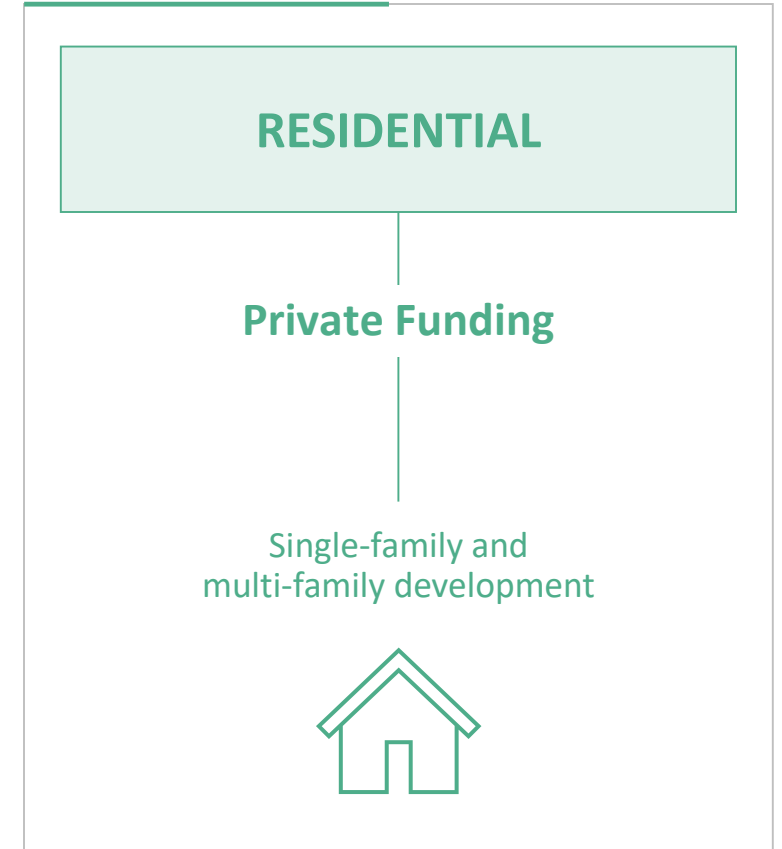 RESIDENTIAL
Private Funding
Single-family and
multi-family development